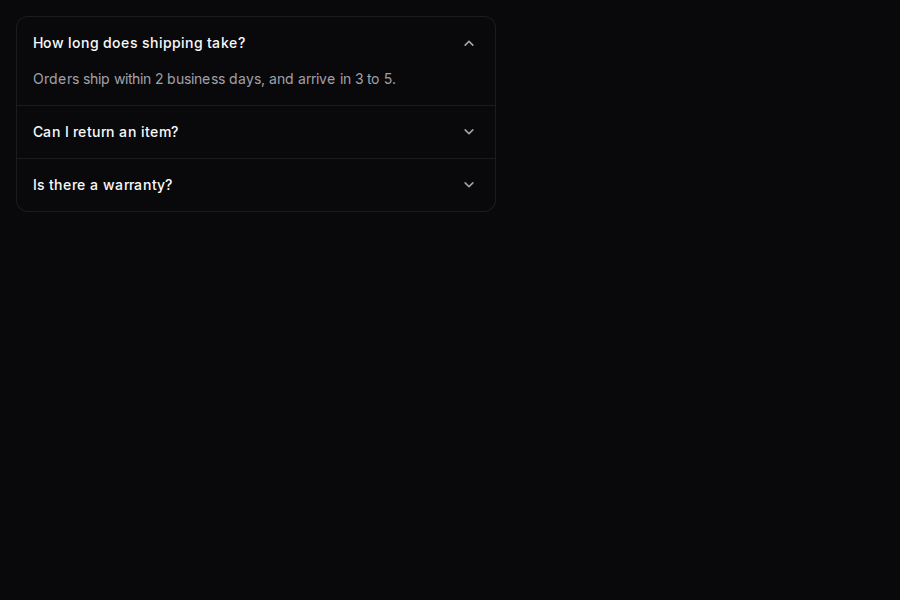 How long does shipping take?
Orders ship within 2 business days, and arrive in 3 to 5.
Can I return an item?
Is there a warranty?